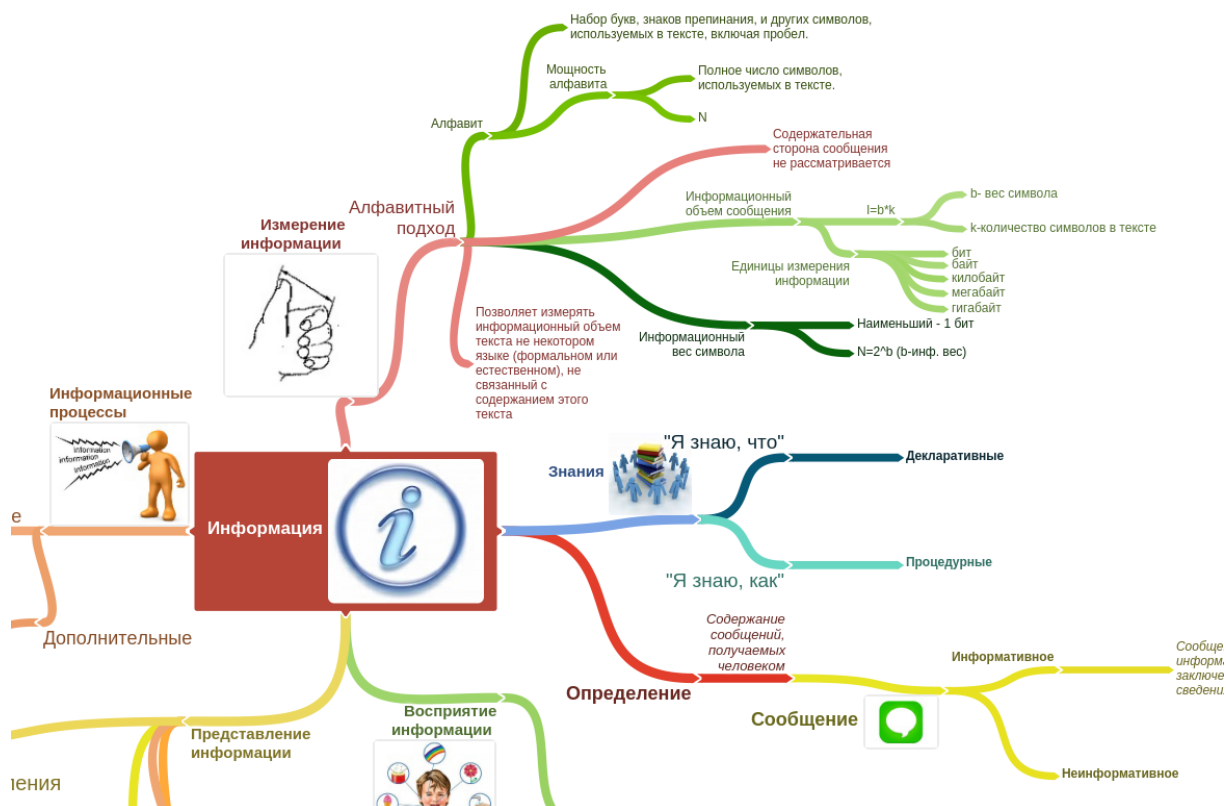 Набор букв, знаков препинания, и других символов,
используемых в тексте, включая пробел.
Мощность
алфавита
Полное число символов,
используемых в тексте.
N
Алфавит
Содержательная
сторона сообщения
не рассматривается
Алфавитный
подход
Информационный
объем сообщения
I=b*k
b- вес символа
k-количество символов в тексте
Единицы измерения
информации
бит
байт
килобайт
мегабайт
гигабайт
Измерение
информации
Позволяет измерять
информационный объем
текста не некотором
языке (формальном или
естественном), не
связанный с
содержанием этого
текста
Информационный
вес символа
Наименьший - 1 бит
N=2^b (b-инф. вес)
Информационные
процессы
information
information
information
Информация
i
Знания
"Я знаю, что"
Декларативные
"Я знаю, как"
Процедурные
Дополнительные
Содержание
сообщений,
получаемых
человеком
Определение
Сообщение
Информативное
Неинформативное
Восприятие
информации
Представление
информации